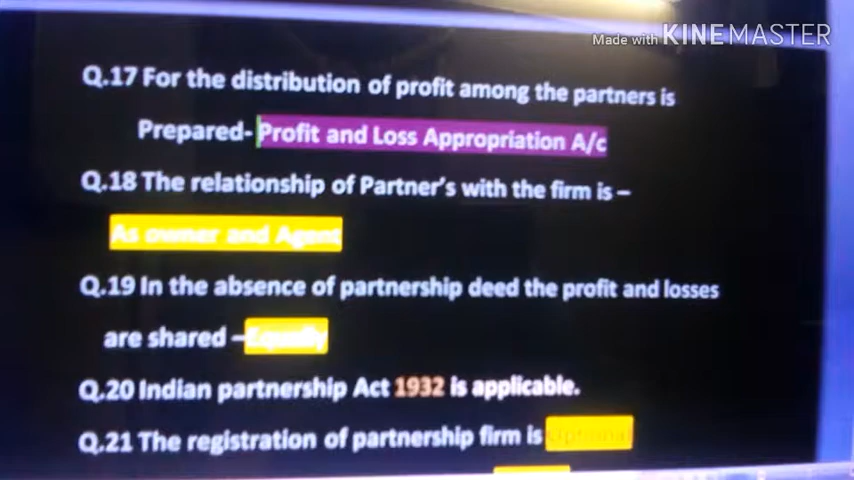 Made with KINEMASTER
Q.17 For the distribution of profit among the partners is
Prepared- Profit and Loss Appropriation A/c
Q.18 The relationship of Partner's with the firm is –
As owner and Agent
Q.19 In the absence of partnership deed the profit and losses
are shared –Equally
Q.20 Indian partnership Act 1932 is applicable.
Q.21 The registration of partnership firm is Optional